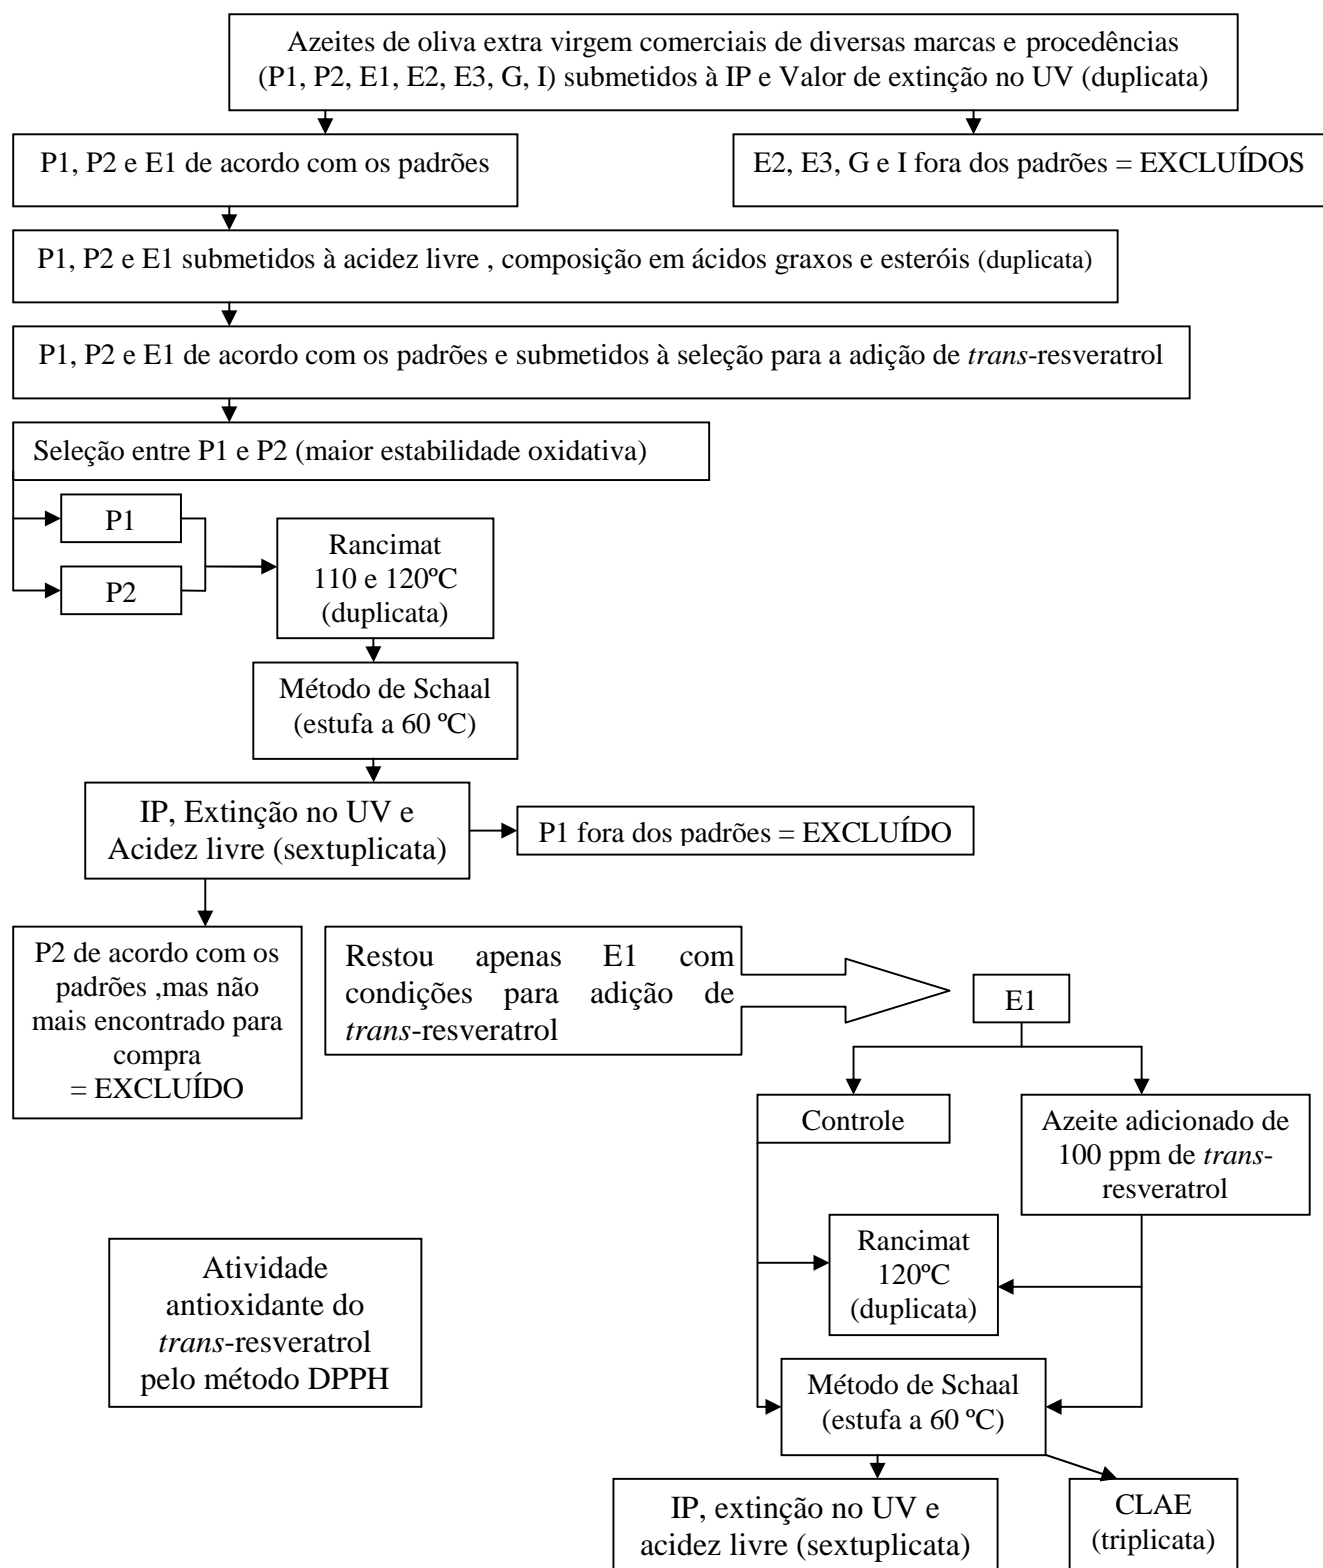 Azeites de oliva extra virgem comerciais de diversas marcas e procedências
(P1, P2, E1, E2, E3, G, I) submetidos à IP e Valor de extinção no UV (duplicata)
P1, P2 e E1 de acordo com os padrões
E2, E3, G e I fora dos padrões = EXCLUÍDOS
P1, P2 e E1 submetidos à acidez livre , composição em ácidos graxos e esteróis (duplicata)
P1, P2 e E1 de acordo com os padrões e submetidos à seleção para a adição de trans-resveratrol
Seleção entre P1 e P2 (maior estabilidade oxidativa)
P1
P2
Rancimat
110 e 120ºC
(duplicata)
Método de Schaal
(estufa a 60 ºC)
IP, Extinção no UV e
Acidez livre (sextuplicata)
P1 fora dos padrões = EXCLUÍDO
P2 de acordo com os
padrões ,mas não
mais encontrado para
compra
= EXCLUÍDO
Restou apenas E1 com
condições para adição de
trans-resveratrol
E1
Controle
Azeite adicionado de
100 ppm de trans-
resveratrol
Rancimat
120ºC
(duplicata)
Atividade
antioxidante do
trans-resveratrol
pelo método DPPH
Método de Schaal
(estufa a 60 ºC)
IP, extinção no UV e
acidez livre (sextuplicata)
CLAE
(triplicata)